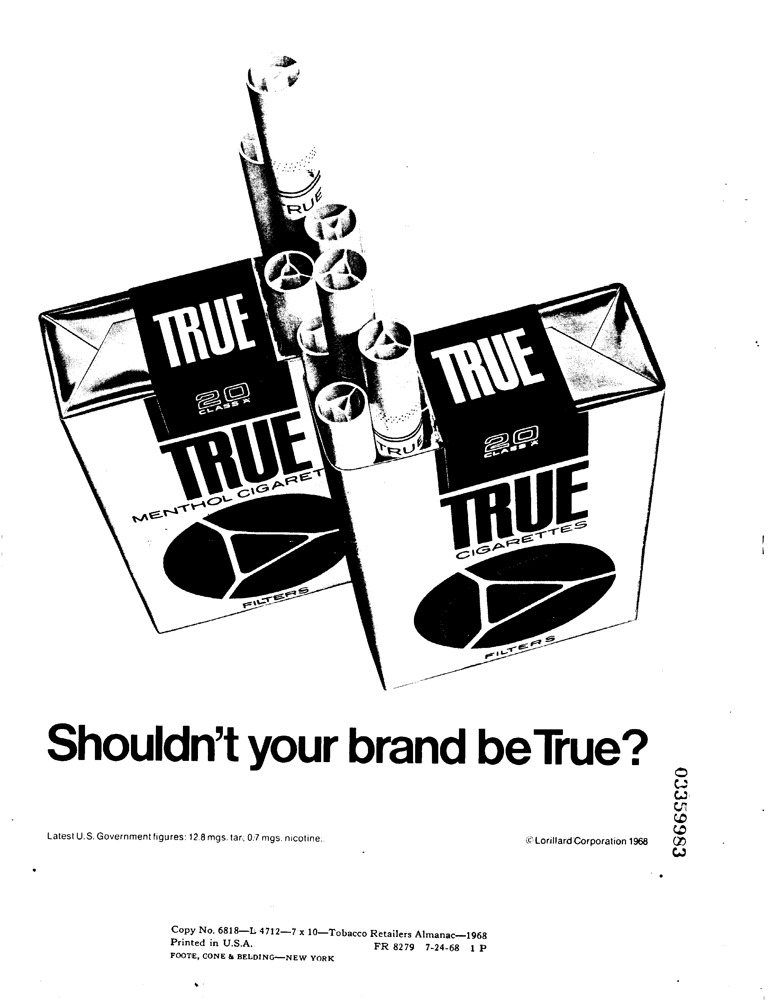 TRUE
TRUE
20
CLASS A
TRUE
MENTHOL CIGARET
FILTERS
TRUE
TRUE
20
CLASS A
TRUE
CIGARETTES
FILTERS
Shouldn't your brand be True?
Latest U.S. Government figures: 12.8 mgs. tar, 0.7 mgs. nicotine.
© Lorillard Corporation 1968
03359983
Copy No. 6818—L 4712—7 x 10—Tobacco Retailers Almanac—1968
Printed in U.S.A. FR 8279 7-24-68 1 P
FOOTE, CONE & BELDING—NEW YORK